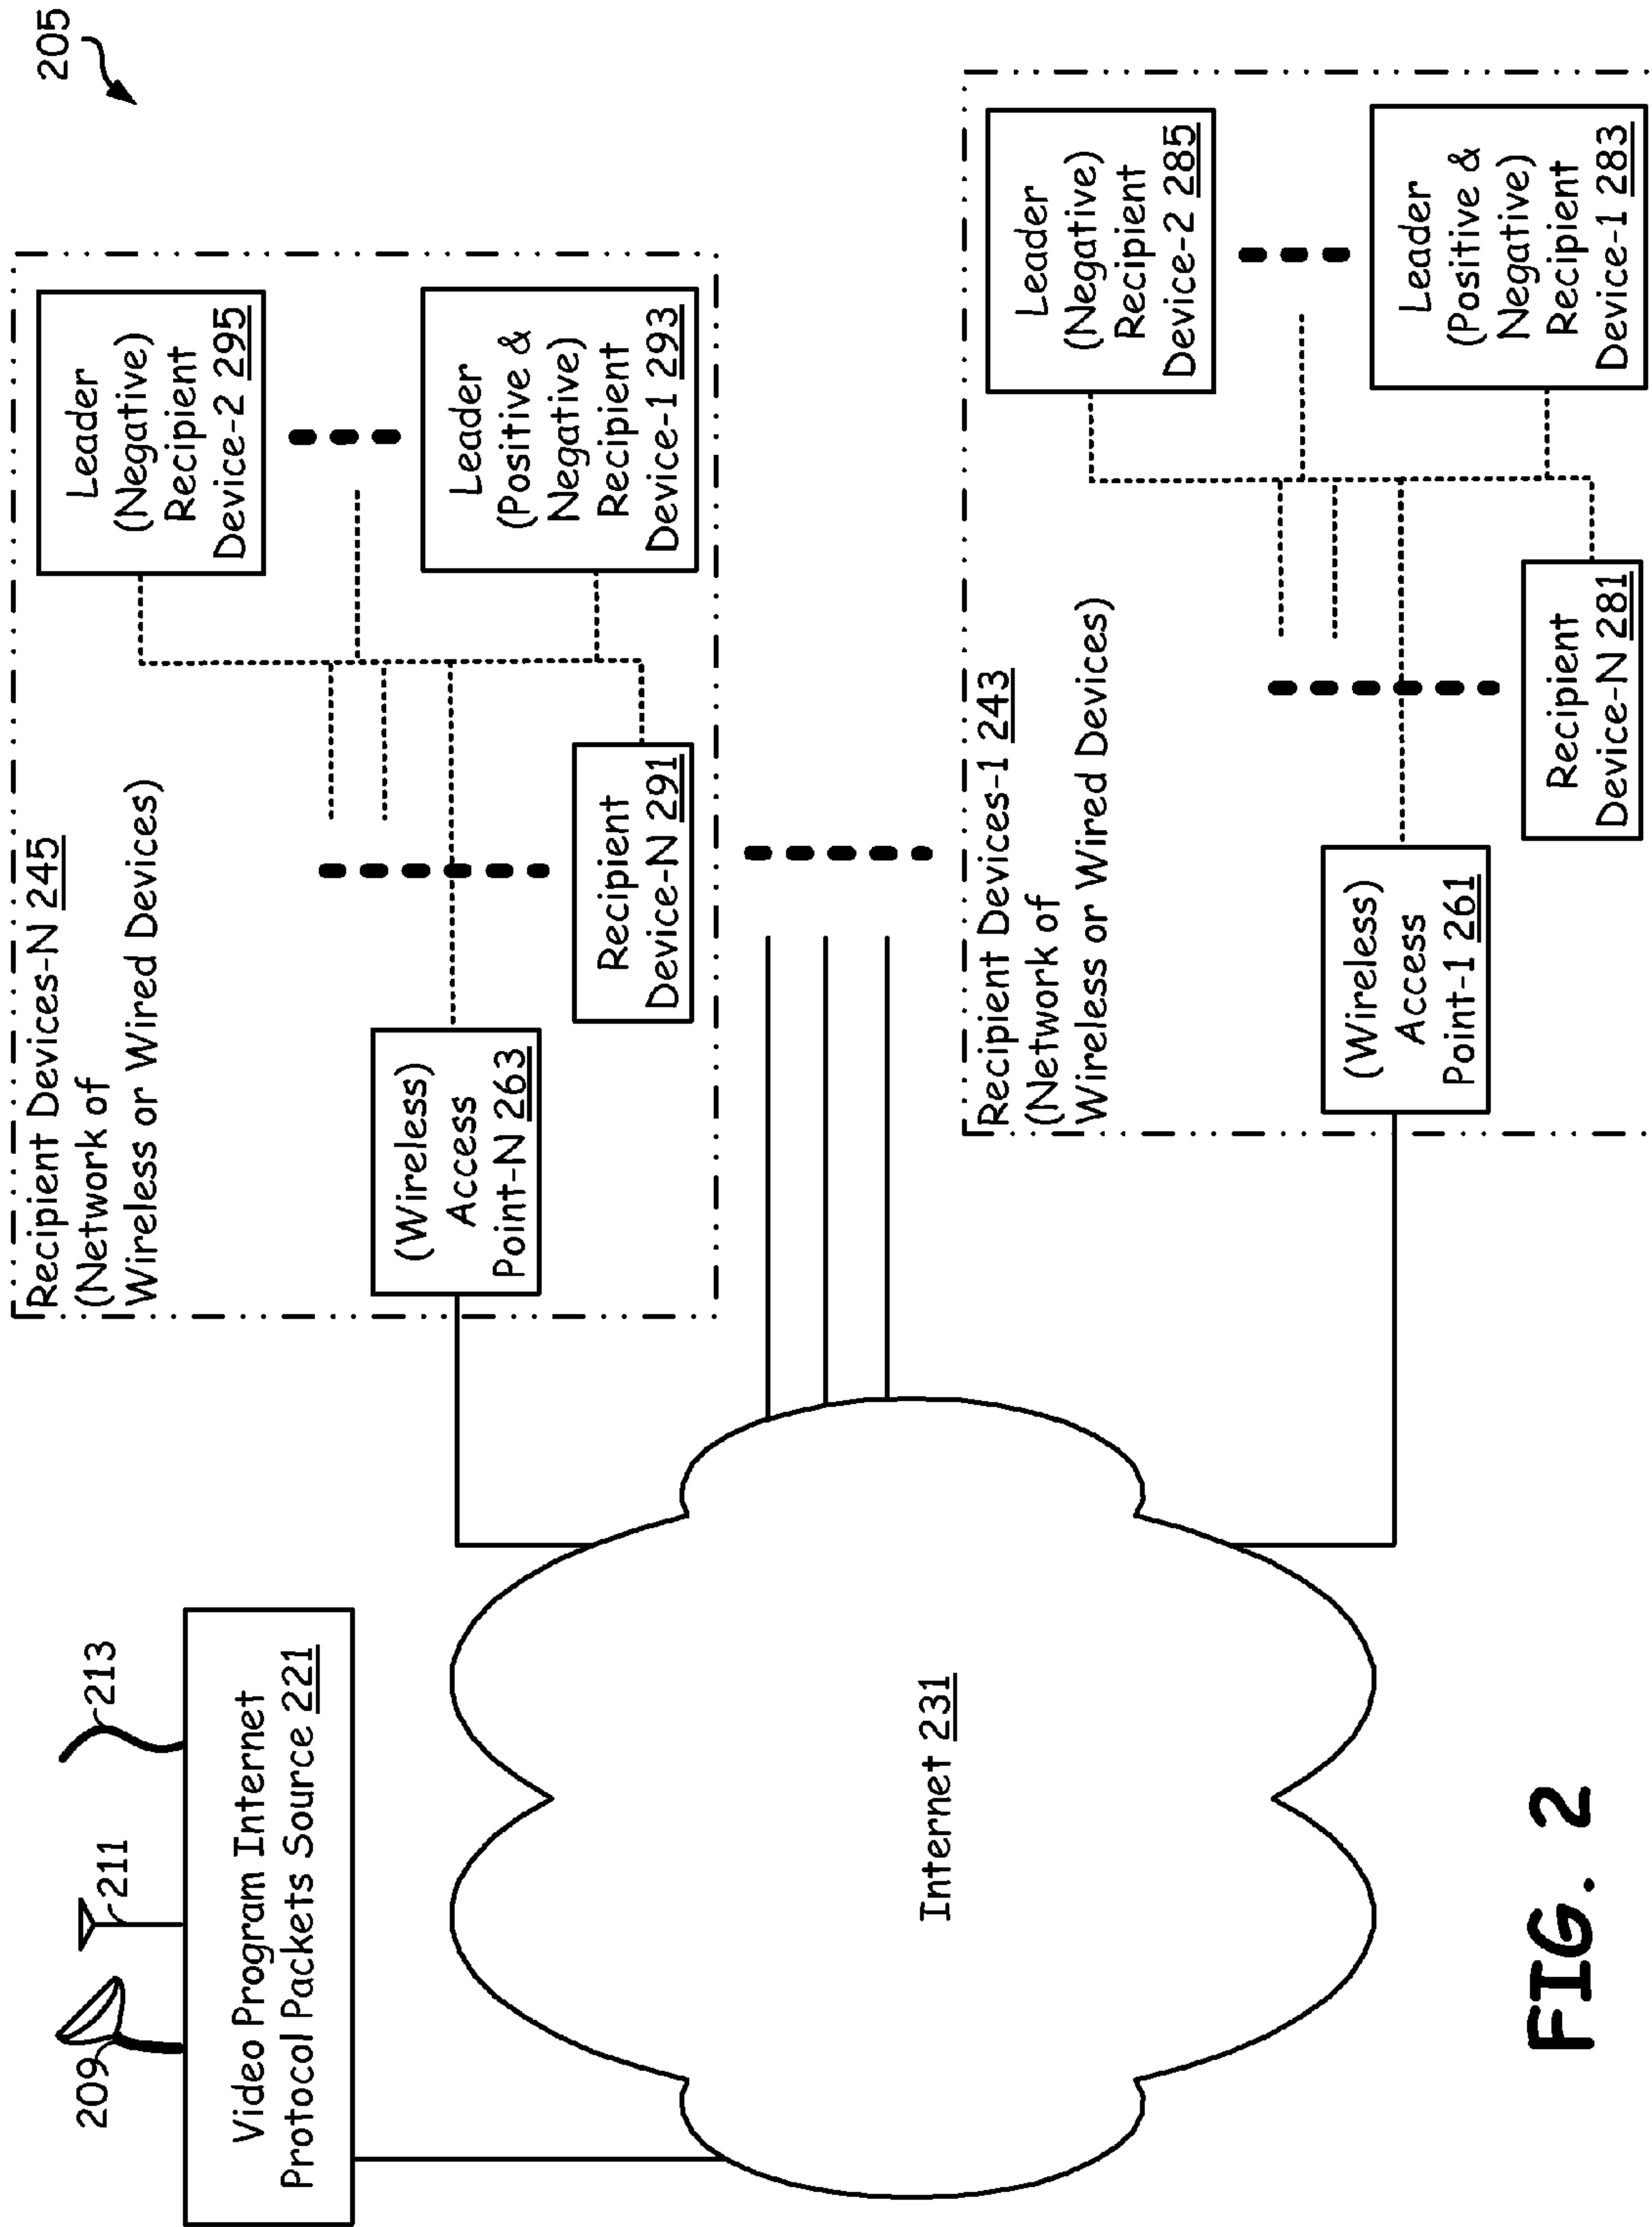 205
209
211
213
Video Program Internet
Protocol Packets Source 221
Internet 231
Recipient Devices-N 245
(Network of
Wireless or Wired Devices)
(Wireless)
Access
Point-N 263
Recipient
Device-N 291
Leader
(Negative)
Recipient
Device-2 295
Leader
(Positive &
Negative)
Recipient
Device-1 293
Recipient Devices-1 243
(Network of
Wireless or Wired Devices)
(Wireless)
Access
Point-1 261
Recipient
Device-N 281
Leader
(Negative)
Recipient
Device-2 285
Leader
(Positive &
Negative)
Recipient
Device-1 283
FIG. 2